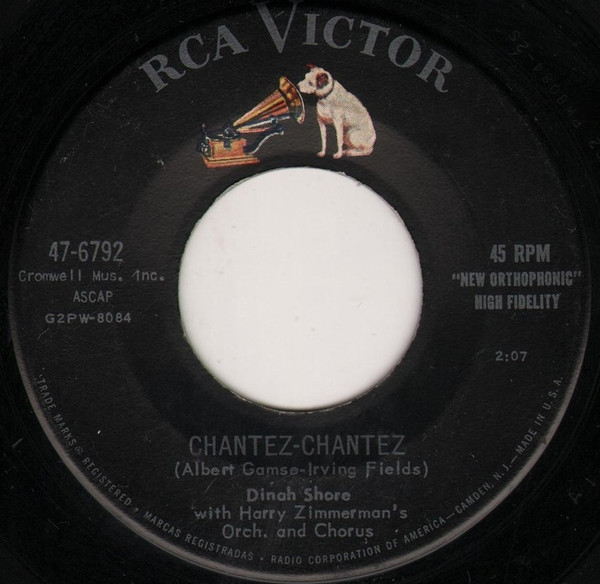 RCA VICTOR
47-6792
Cromwell Mus. Inc.
ASCAP
G2PW-8084
45 RPM
"NEW ORTHOPHONIC"
HIGH FIDELITY
2:07
CHANTEZ-CHANTEZ
(Albert Gamse-Irving Fields)
Dinah Shore
with Harry Zimmerman's
Orch. and Chorus
TRADE MARKS ® REGISTERED • MARCAS REGISTRADAS • RADIO CORPORATION OF AMERICA—CAMDEN, N.J.—MADE IN U.S.A.